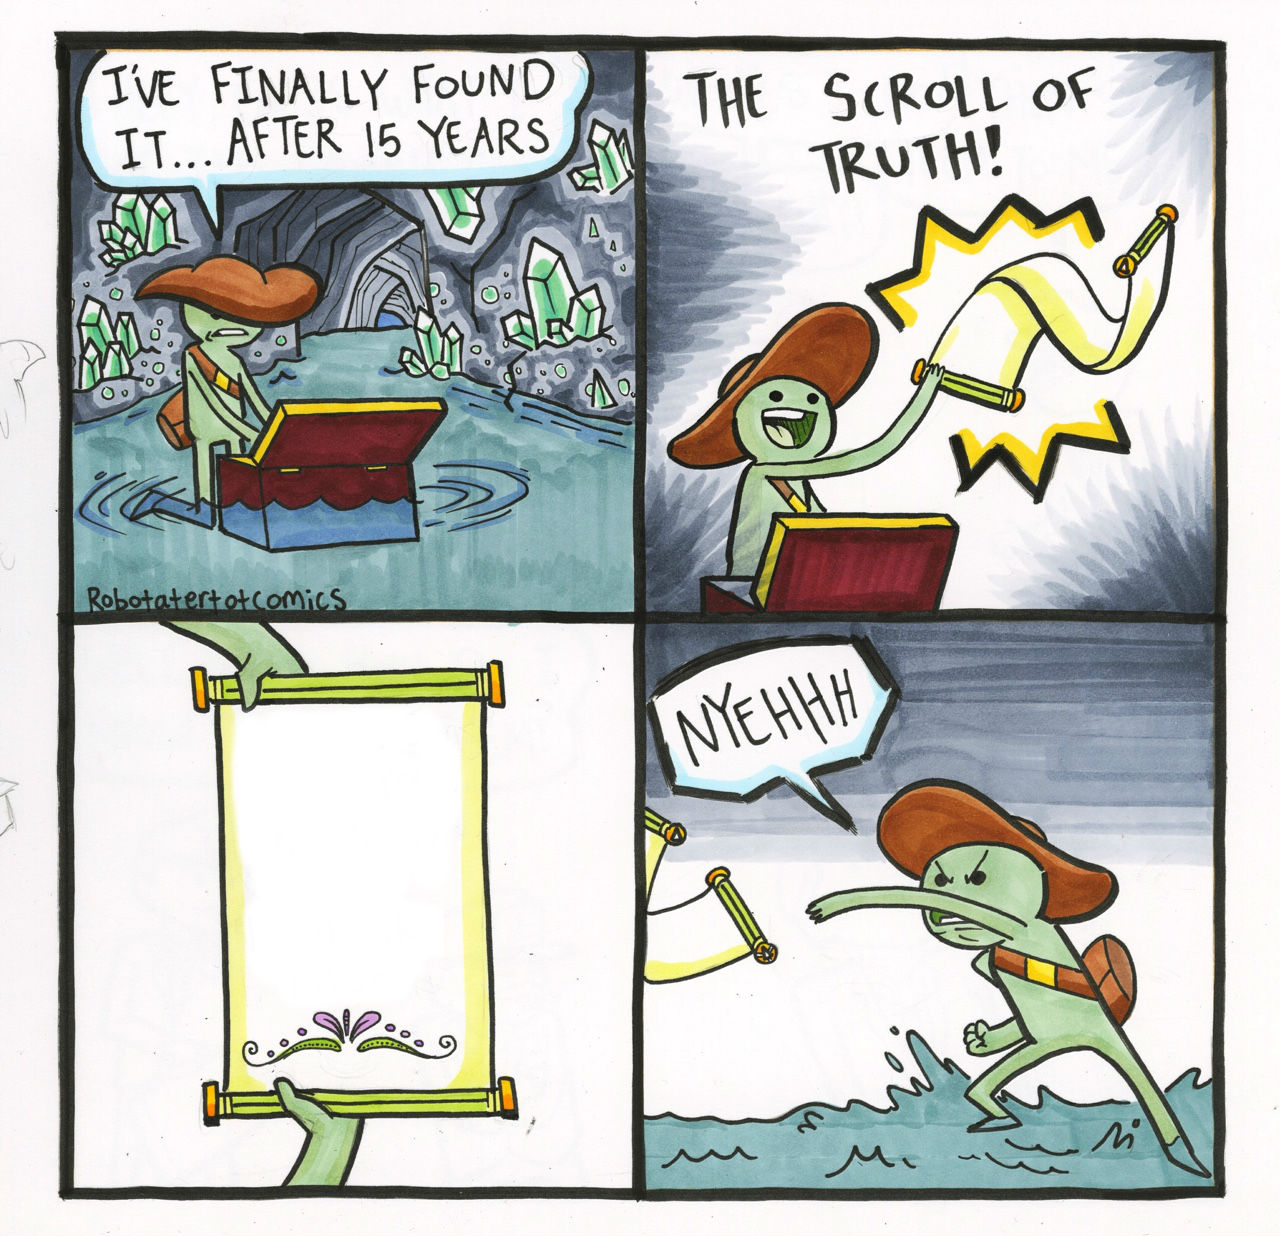 I'VE FINALLY FOUND
IT... AFTER 15 YEARS
THE SCROLL OF
TRUTH!
Robotatertotcomics
NYEHHH